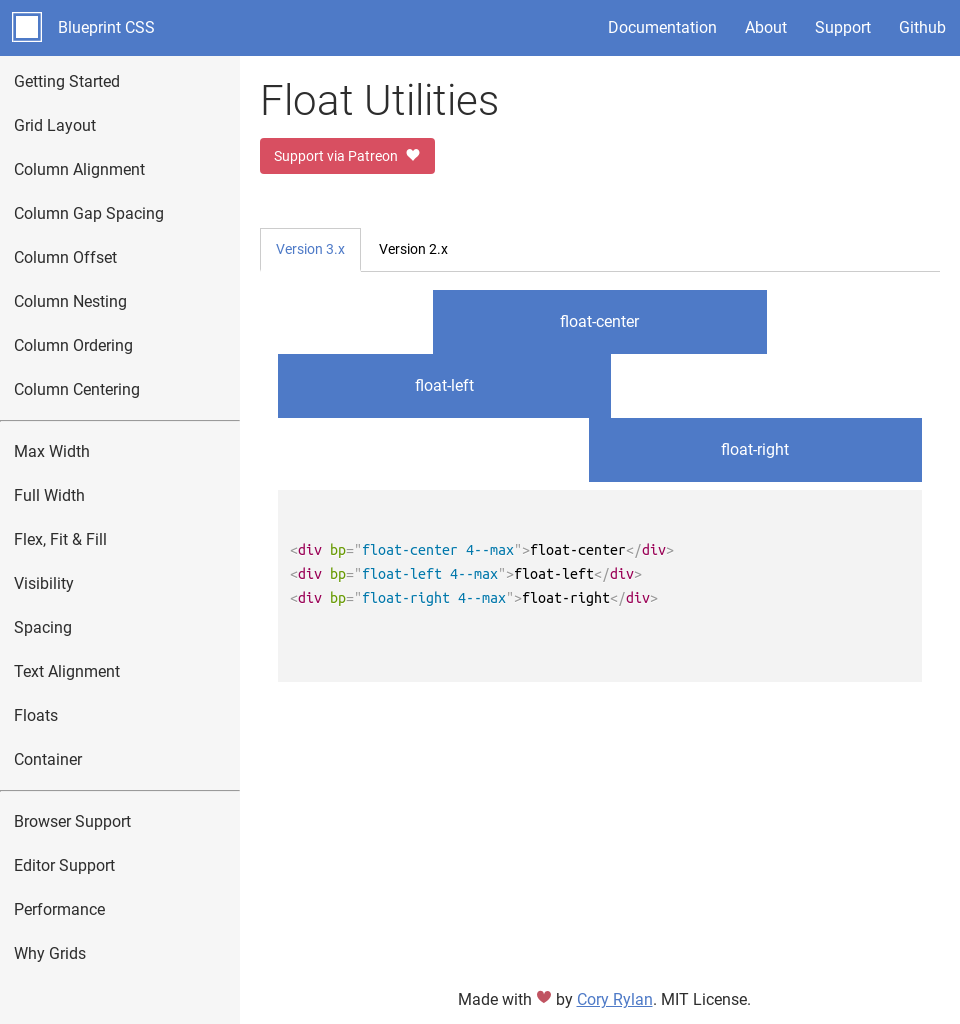 Blueprint CSS
Documentation
About
Support
Github
Getting Started
Grid Layout
Column Alignment
Column Gap Spacing
Column Offset
Column Nesting
Column Ordering
Column Centering
Max Width
Full Width
Flex, Fit & Fill
Visibility
Spacing
Text Alignment
Floats
Container
Browser Support
Editor Support
Performance
Why Grids
Float Utilities
Support via Patreon
Version 3.x
Version 2.x
float-center
float-left
float-right
<div bp="float-center 4--max">float-center</div>
<div bp="float-left 4--max">float-left</div>
<div bp="float-right 4--max">float-right</div>
Made with ♥ by Cory Rylan. MIT License.